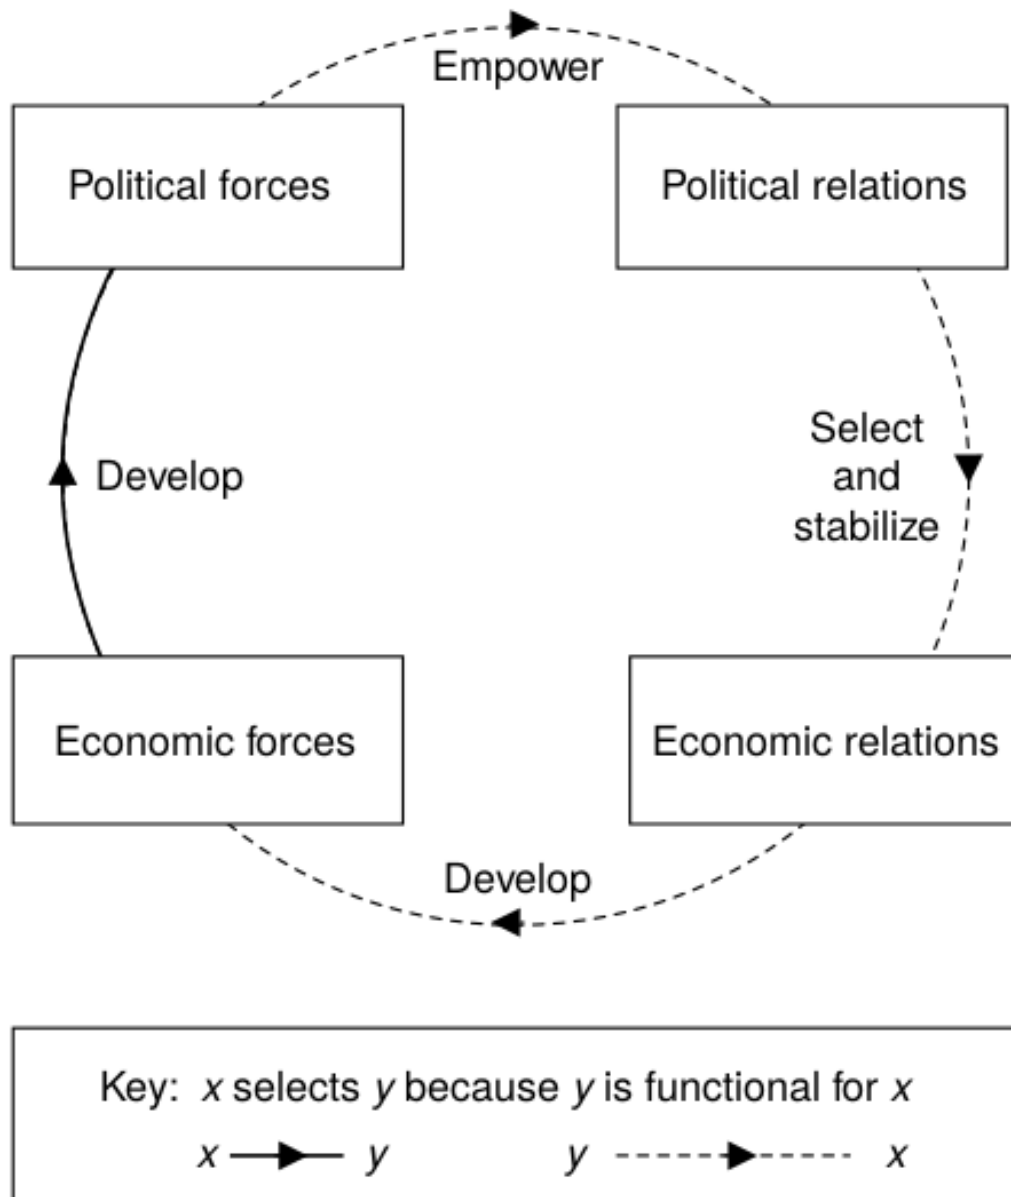 Empower
Political forces
Political relations
Select
and
stabilize
Develop
Economic forces
Economic relations
Develop
Key: x selects y because y is functional for x
x y y x